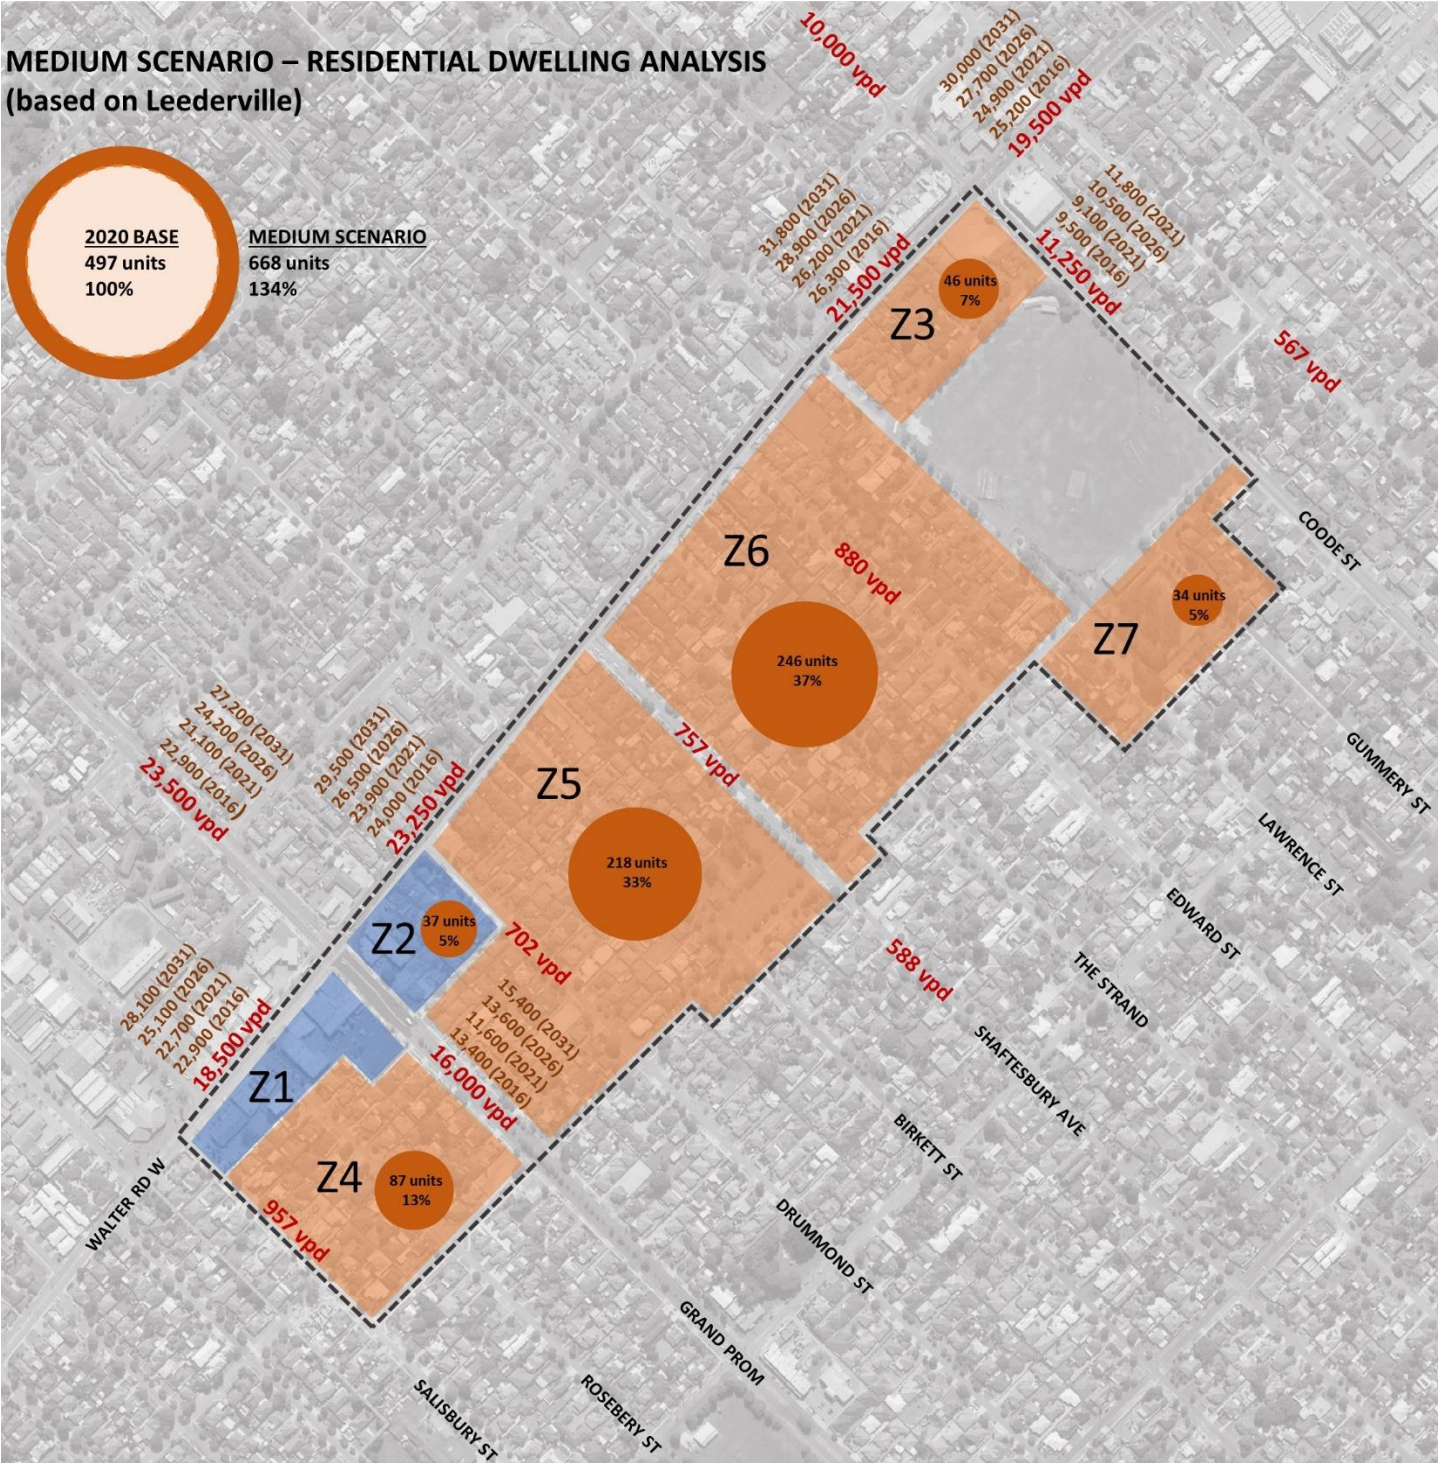 MEDIUM SCENARIO – RESIDENTIAL DWELLING ANALYSIS
(based on Leederville)
2020 BASE
497 units
100%
MEDIUM SCENARIO
668 units
134%
10,000 vpd
30,000 (2031)
27,700 (2026)
24,900 (2021)
25,200 (2016)
19,500 vpd
31,800 (2031)
28,900 (2026)
26,200 (2021)
26,300 (2016)
21,500 vpd
11,800 (2021)
10,500 (2026)
9,100 (2021)
9,500 (2016)
11,250 vpd
567 vpd
Z3
46 units
7%
Z6
880 vpd
246 units
37%
Z7
34 units
5%
COODE ST
757 vpd
Z5
218 units
33%
27,200 (2031)
24,200 (2026)
21,100 (2021)
22,900 (2016)
23,500 vpd
29,500 (2031)
26,500 (2026)
23,900 (2021)
24,000 (2016)
23,250 vpd
Z2
37 units
5%
702 vpd
588 vpd
28,100 (2031)
25,100 (2026)
22,700 (2021)
22,900 (2016)
18,500 vpd
15,400 (2031)
13,600 (2026)
11,600 (2021)
13,400 (2016)
16,000 vpd
Z1
Z4
87 units
13%
957 vpd
WALTER RD W
GUMMERY ST
LAWRENCE ST
EDWARD ST
THE STRAND
SHAFTESBURY AVE
BIRKETT ST
DRUMMOND ST
GRAND PROM
ROSEBERY ST
SALISBURY ST